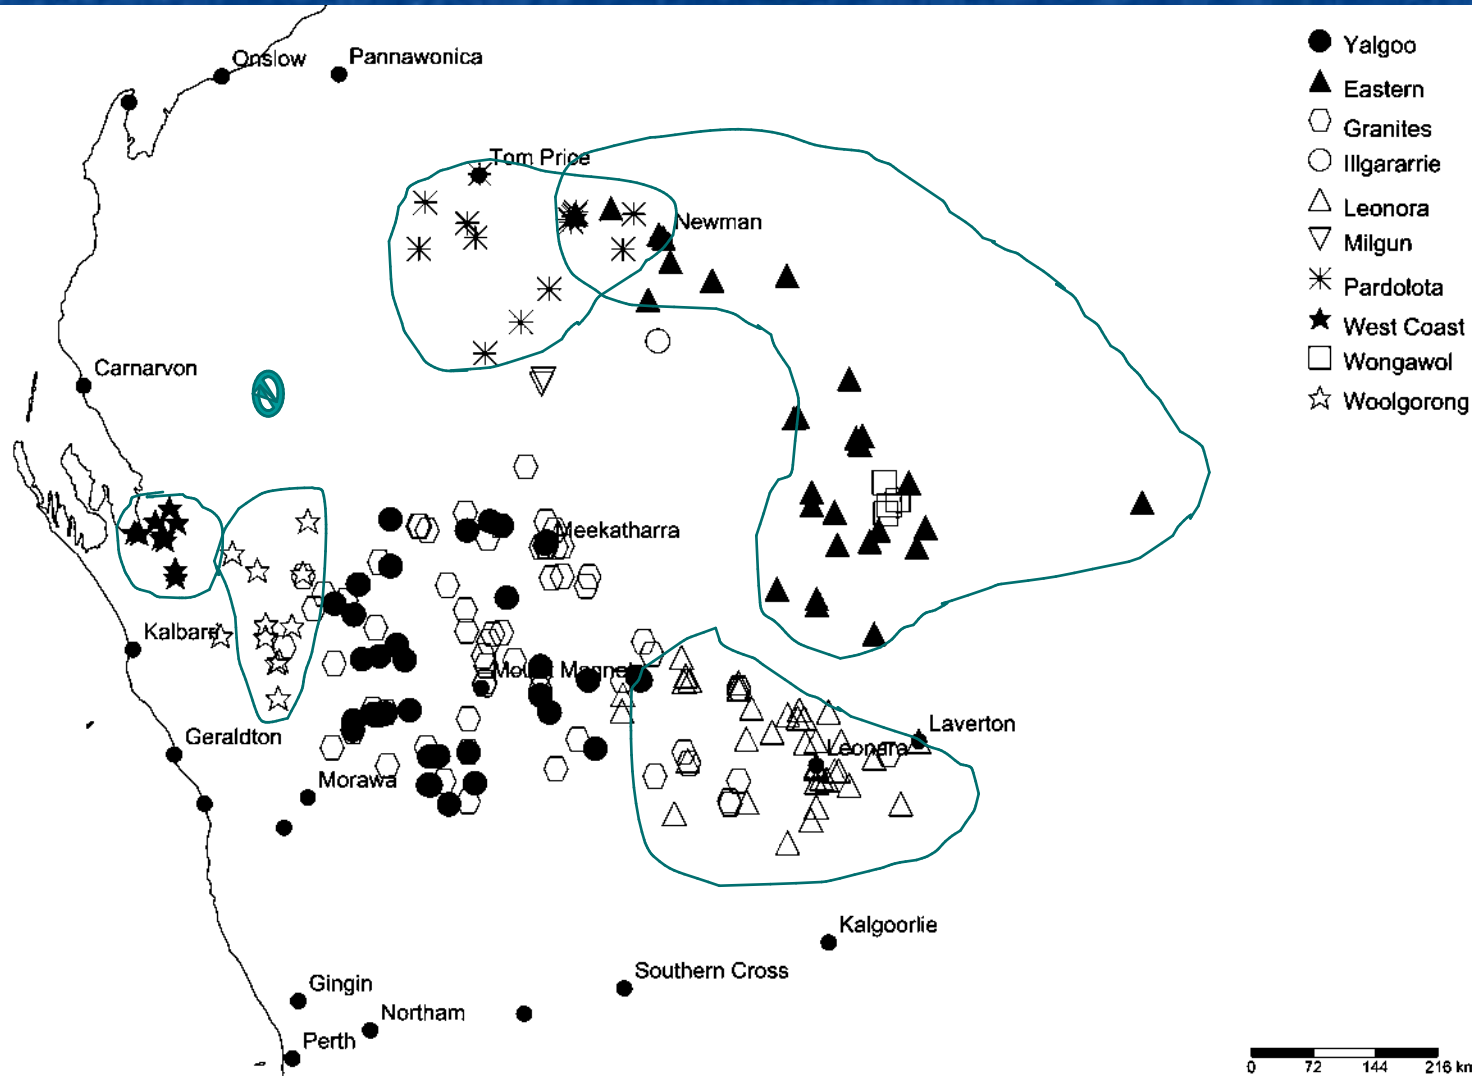 Onslow
Pannawonica
Tom Price
Newman
Carnarvon
Meekatharra
Kalbarri
Mount Magnet
Geraldton
Laverton
Leonara
Morawa
Kalgoorlie
Southern Cross
Gingin
Northam
Perth
Yalgoo
Eastern
Granites
Illgararrie
Leonora
Milgun
Pardolota
West Coast
Wongawol
Woolgorong
0 72 144 216 km